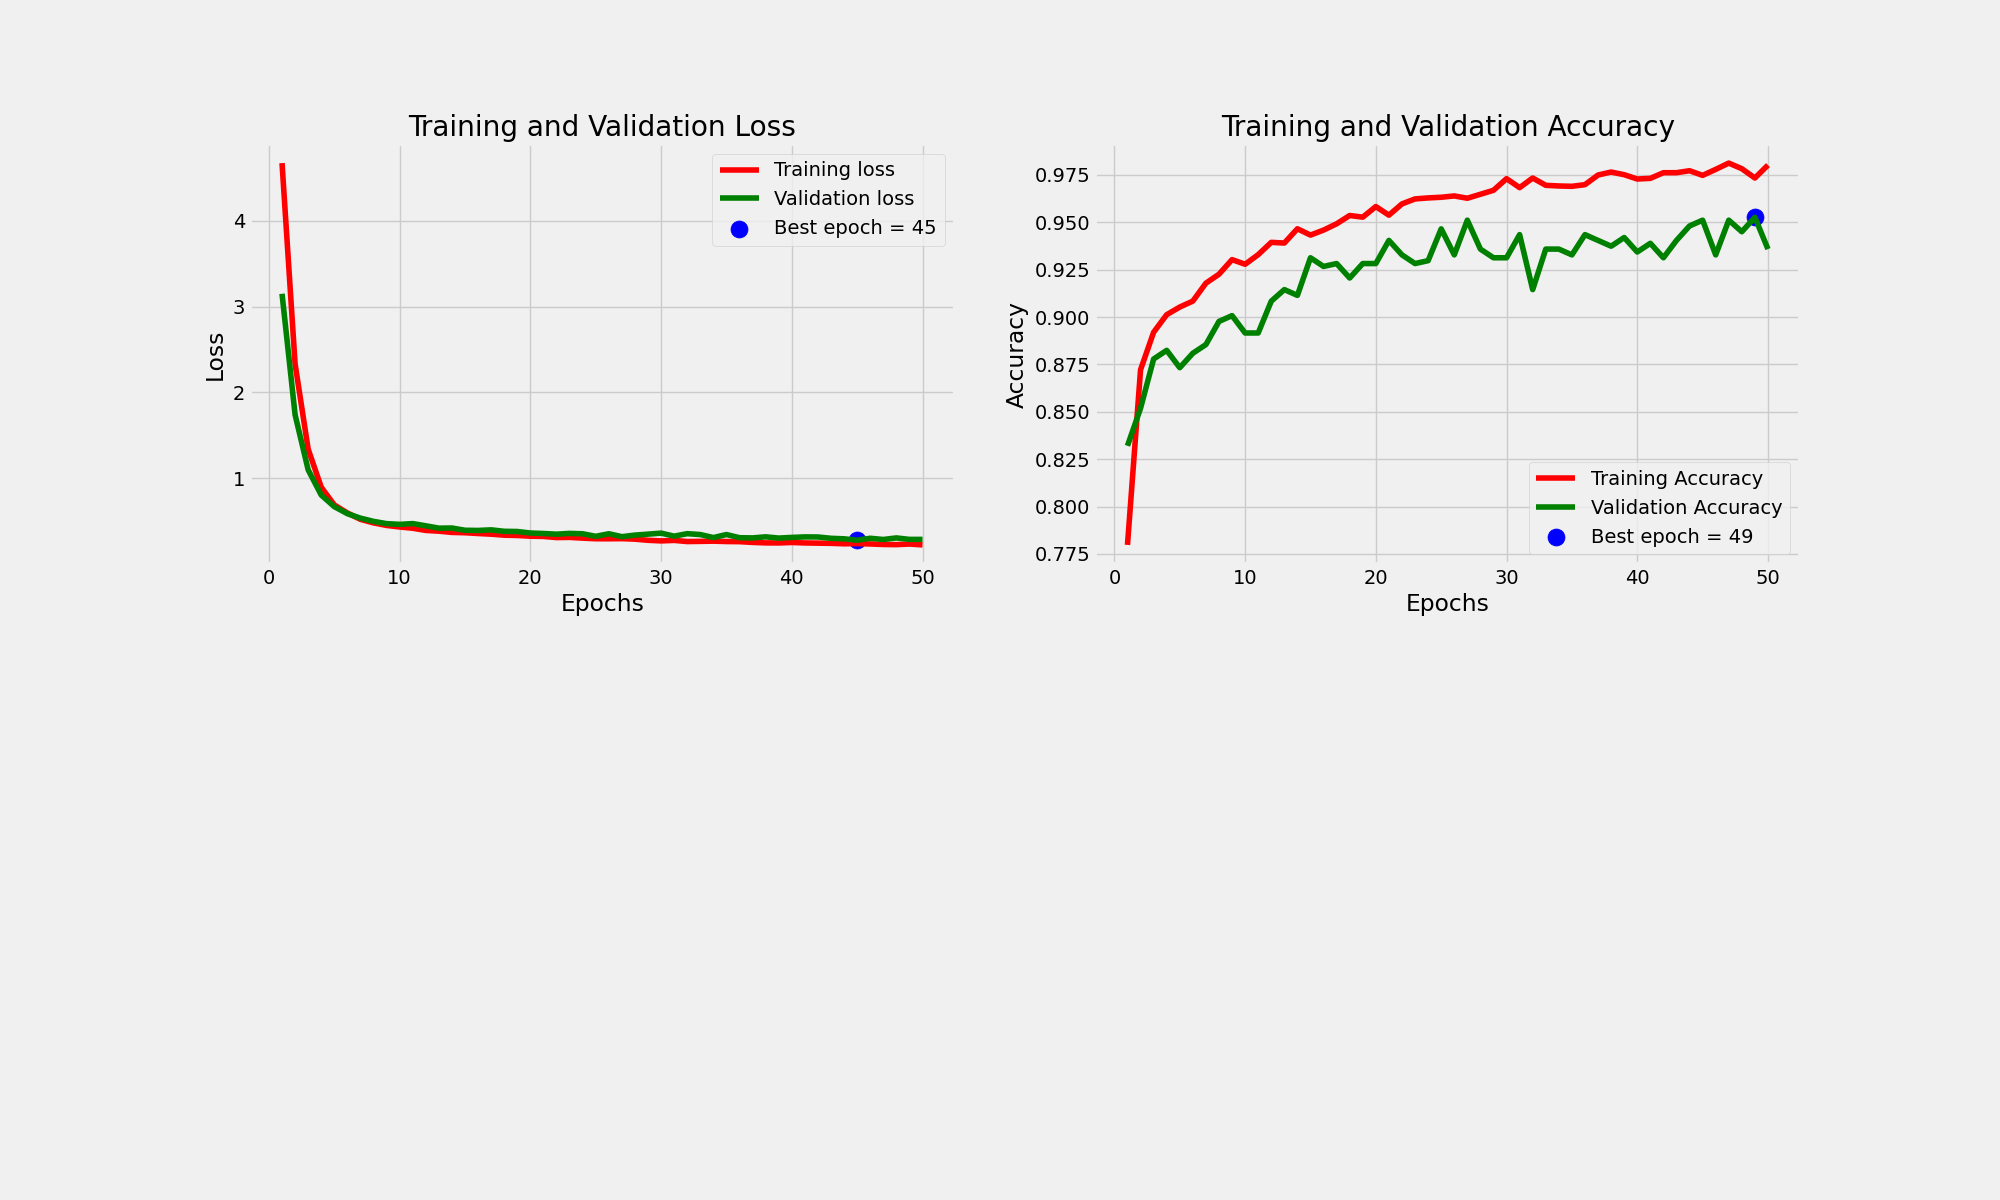 Training and Validation Loss
Training loss
Validation loss
Best epoch = 45
4
3
2
1
Loss
0 10 20 30 40 50
Epochs
Training and Validation Accuracy
0.975
0.950
0.925
0.900
0.875
0.850
0.825
0.800
0.775
Accuracy
Training Accuracy
Validation Accuracy
Best epoch = 49
0 10 20 30 40 50
Epochs